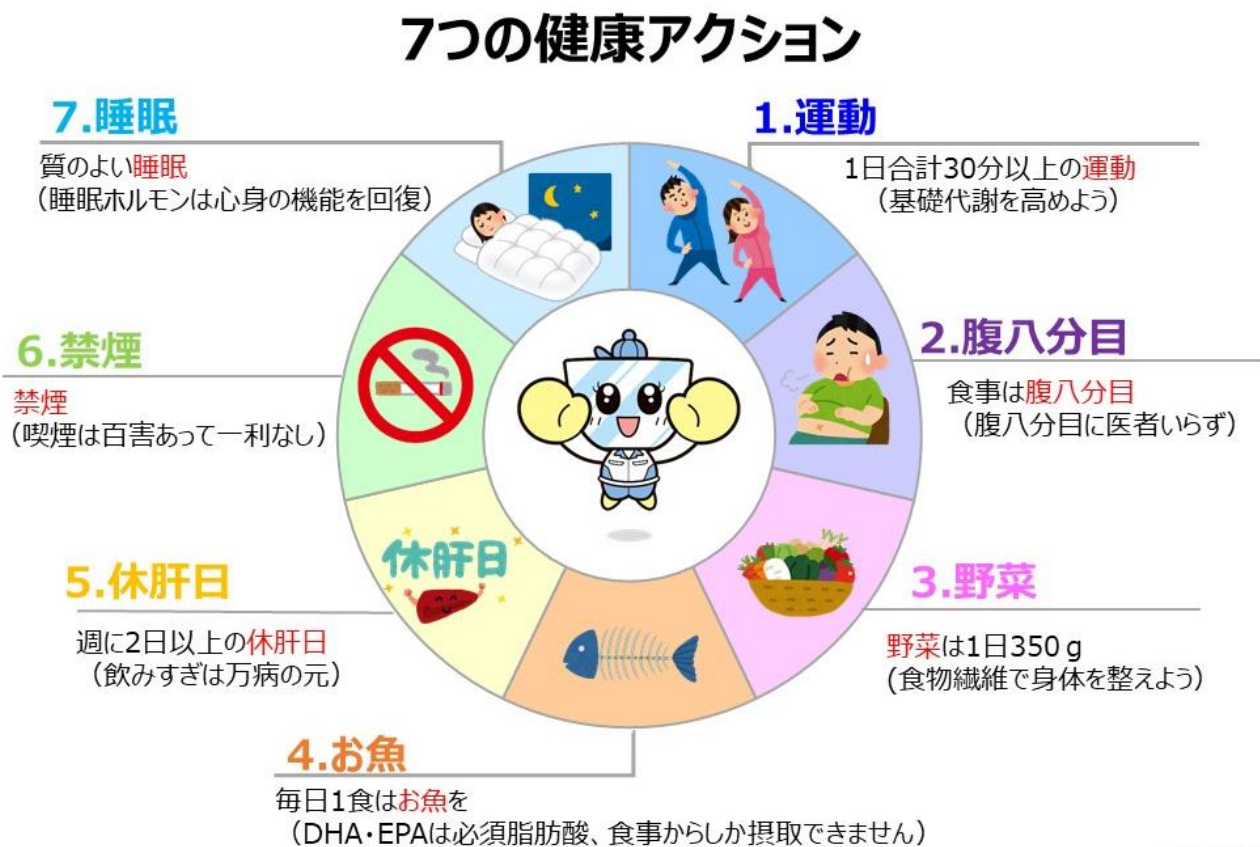 7つの健康アクション
1.運動
1日合計30分以上の運動
（基礎代謝を高めよう）
2.腹八分目
食事は腹八分目
（腹八分目に医者いらず）
3.野菜
野菜は1日350ｇ
(食物繊維で身体を整えよう）
4.お魚
毎日1食はお魚を
（DHA・EPAは必須脂肪酸、食事からしか摂取できません）
5.休肝日
週に2日以上の休肝日
（飲みすぎは万病の元）
休肝日
6.禁煙
禁煙
（喫煙は百害あって一利なし）
7.睡眠
質のよい睡眠
（睡眠ホルモンは心身の機能を回復）